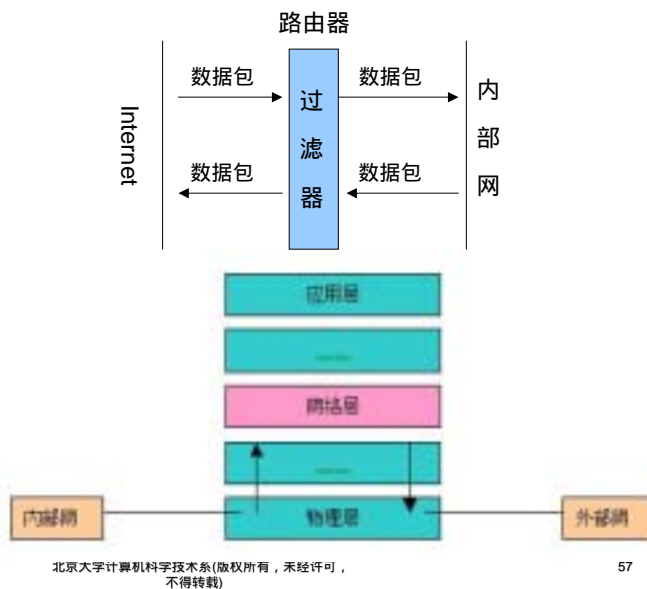 路由器
数据包
数据包
Internet
过滤器
内部网
数据包
数据包
应用层
......
网络层
......
内部网
物理层
外部网
北京大学计算机科学技术系(版权所有，未经许可，
不得转载)
57